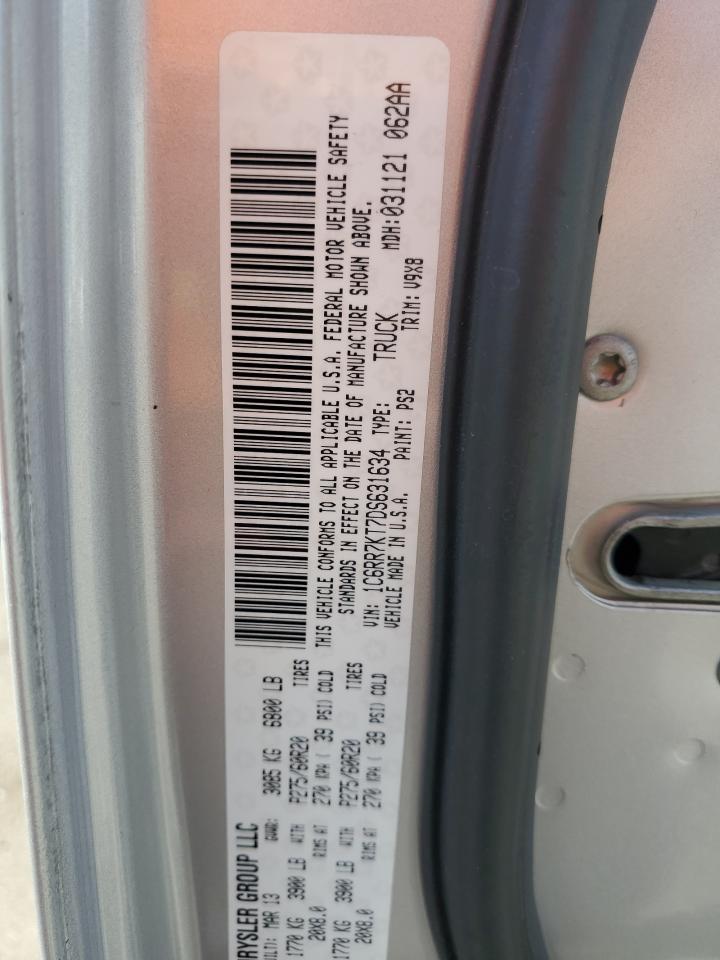 RYSLER GROUP LLC
MAR 13 GVWR: 3085 KG 6800 LB
1770 KG 3900 LB WITH P275/60R20 TIRES
20X8.0 RIMS AT 270 KPA ( 39 PSI) COLD
1770 KG 3900 LB WITH P275/60R20 TIRES
20X8.0 RIMS AT 270 KPA ( 39 PSI) COLD
THIS VEHICLE CONFORMS TO ALL APPLICABLE U.S.A. FEDERAL MOTOR VEHICLE SAFETY
STANDARDS IN EFFECT ON THE DATE OF MANUFACTURE SHOWN ABOVE.
VIN: 1C6RR7KT7DS631634 TYPE: TRUCK MDH:031121 062AA
VEHICLE MADE IN U.S.A. PAINT: PS2 TRIM: V9X8